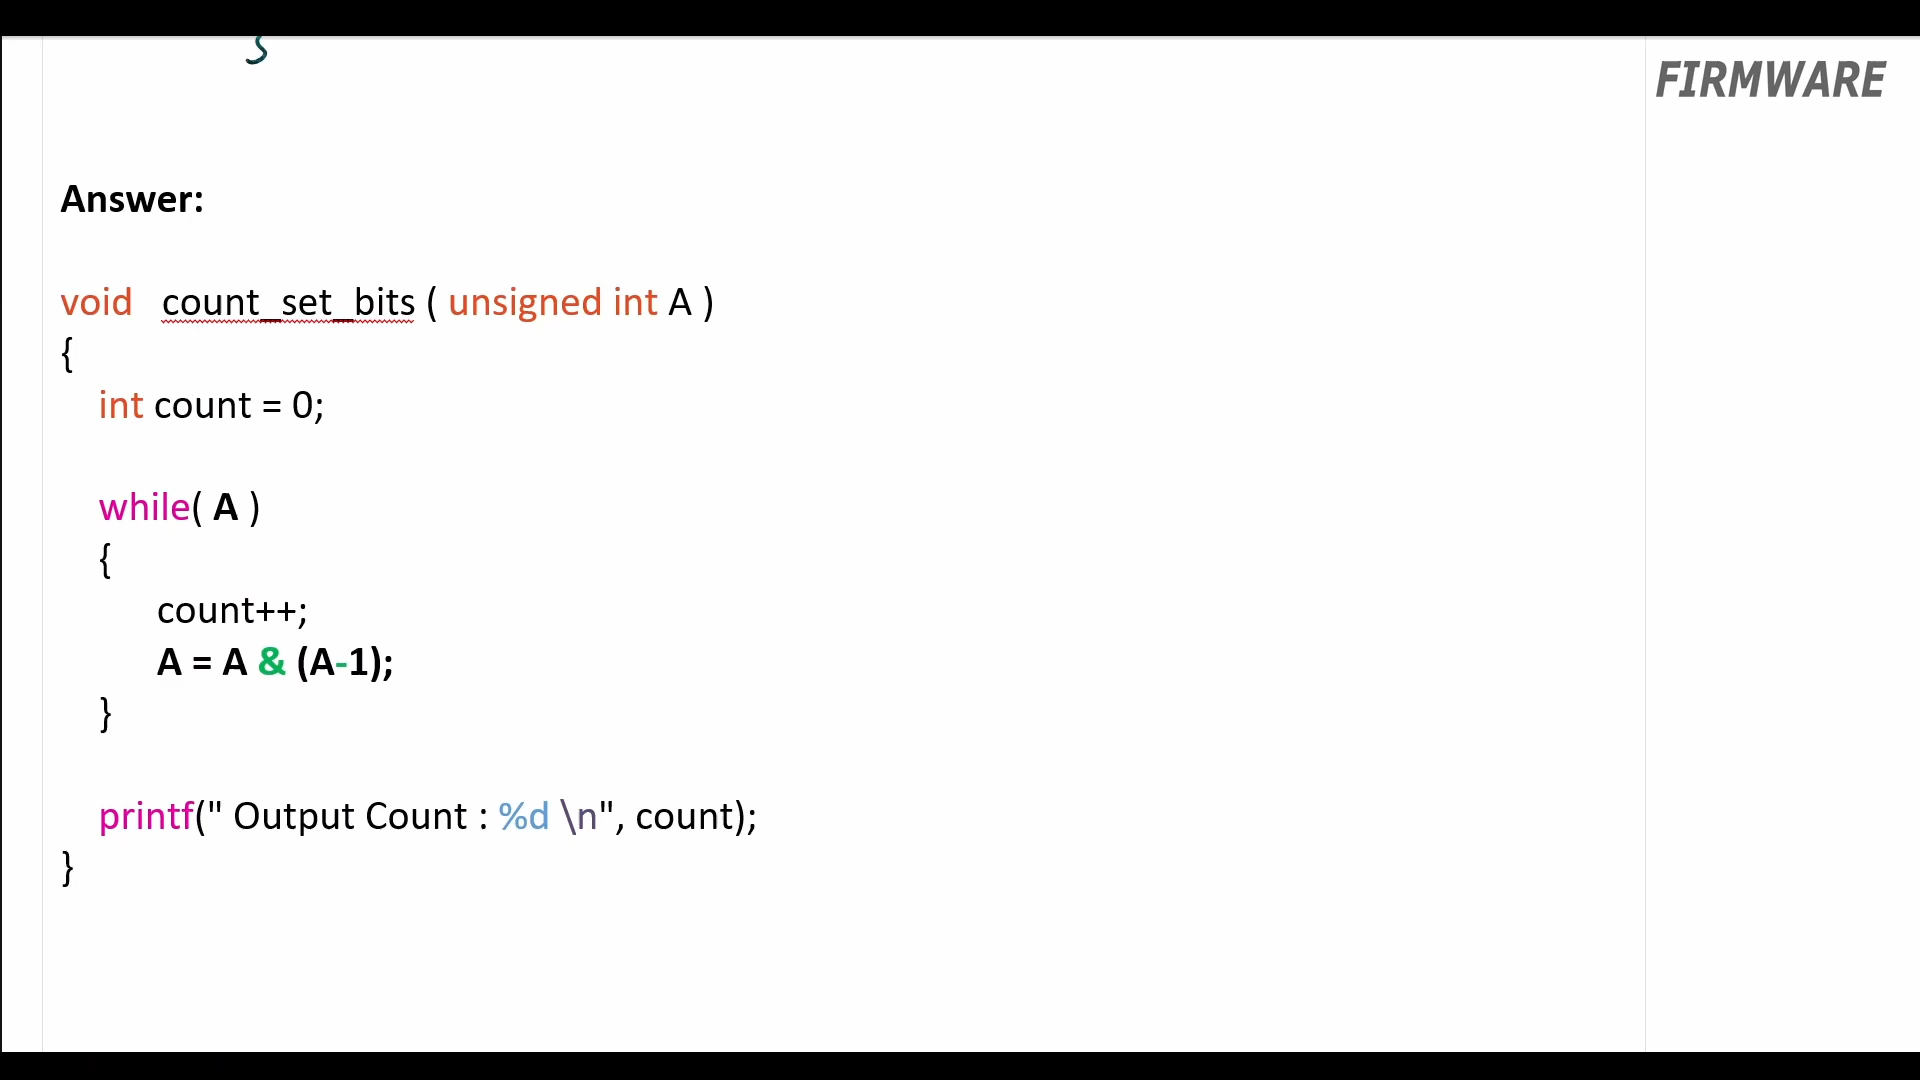 FIRMWARE
Answer:
void count_set_bits ( unsigned int A )
{
int count = 0;
while( A )
{
count++;
A = A & (A-1);
}
printf(" Output Count : %d \n", count);
}